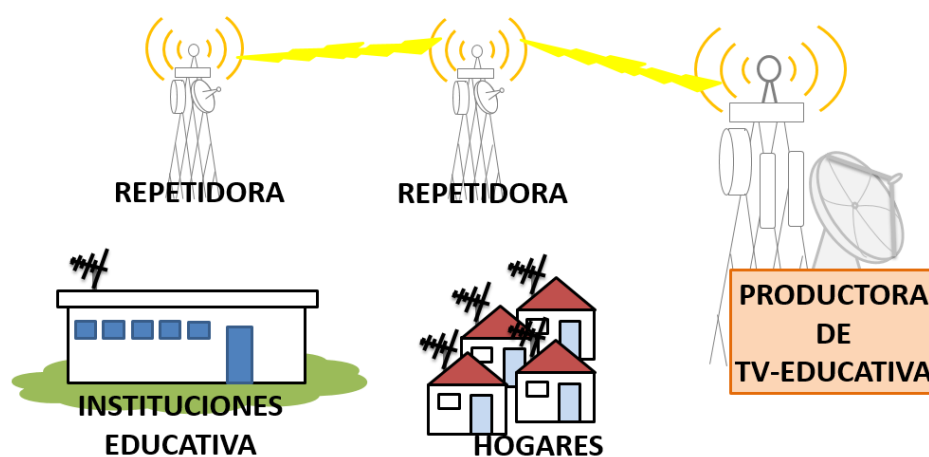 REPETIDORA
REPETIDORA
PRODUCTORA
DE
TV-EDUCATIVA
INSTITUCIONES
EDUCATIVA
HOGARES